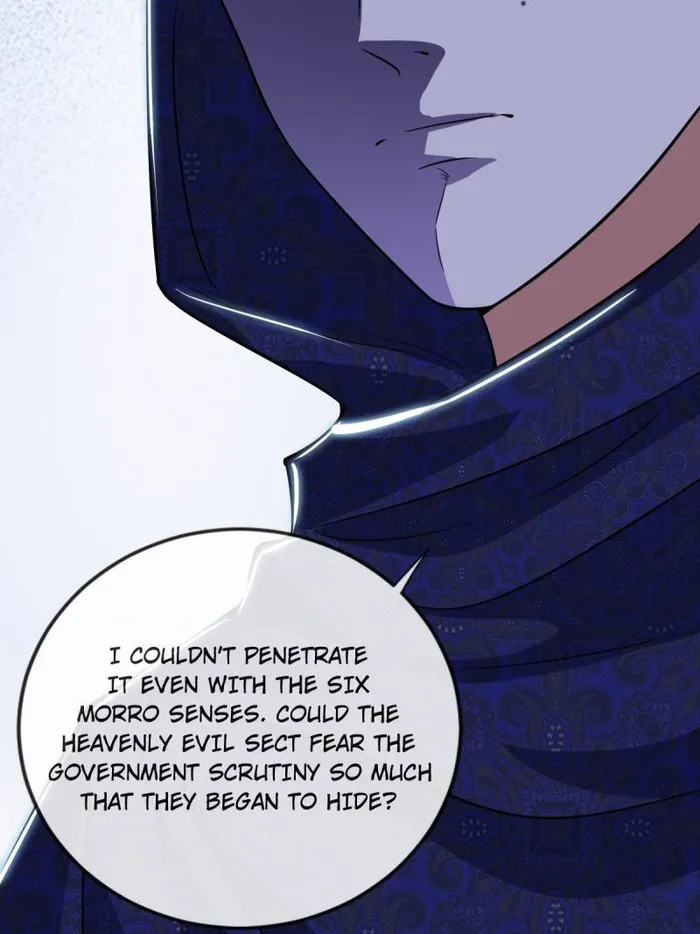 I COULDN'T PENETRATE
IT EVEN WITH THE SIX
MORRO SENSES. COULD THE
HEAVENLY EVIL SECT FEAR THE
GOVERNMENT SCRUTINY SO MUCH
THAT THEY BEGAN TO HIDE?